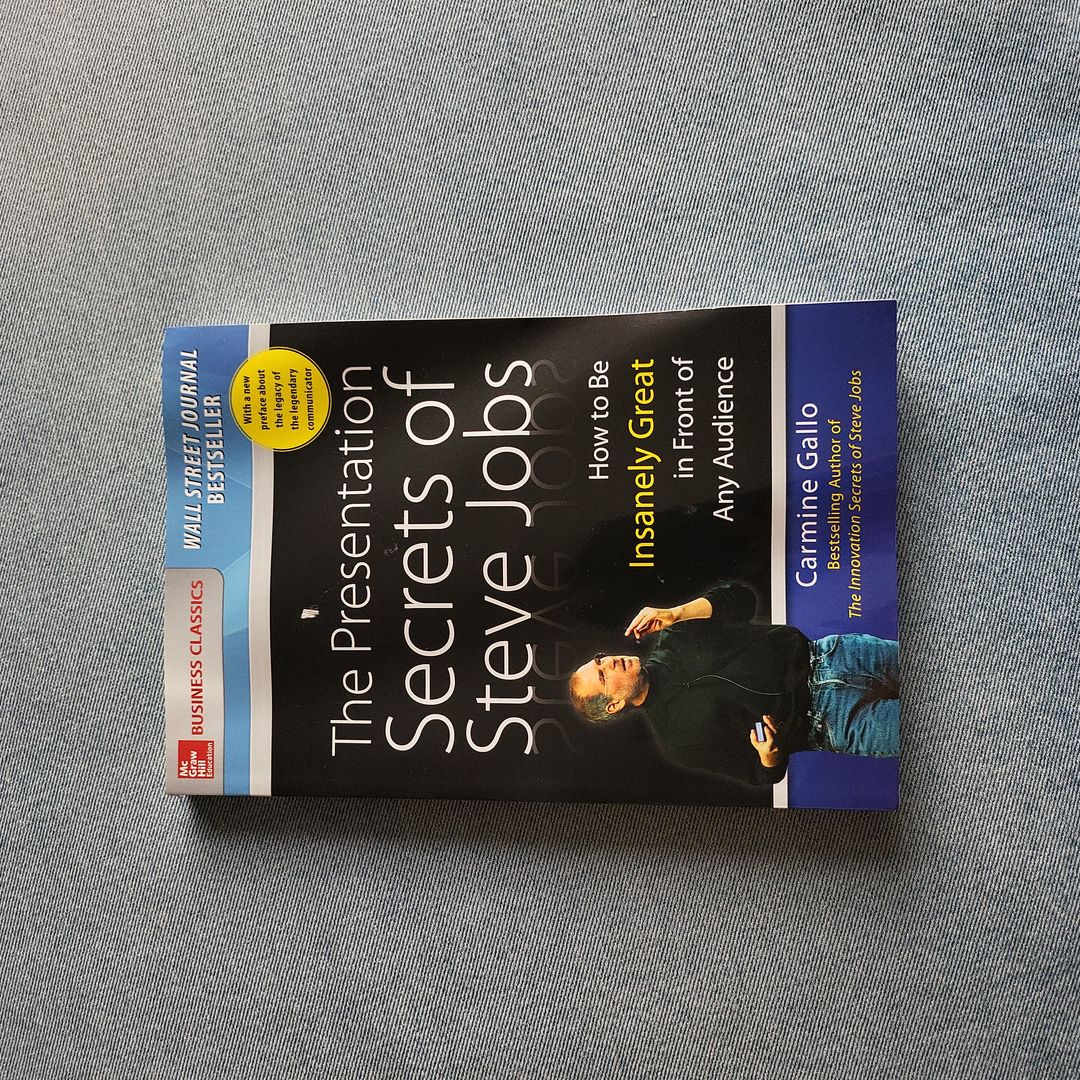 Mc
Graw
Hill
Education
BUSINESS CLASSICS
WALL STREET JOURNAL
BESTSELLER
With a new
preface about
the legacy of
the legendary
communicator
The Presentation
Secrets of
Steve Jobs
How to Be
Insanely Great
in Front of
Any Audience
Carmine Gallo
Bestselling Author of
The Innovation Secrets of Steve Jobs